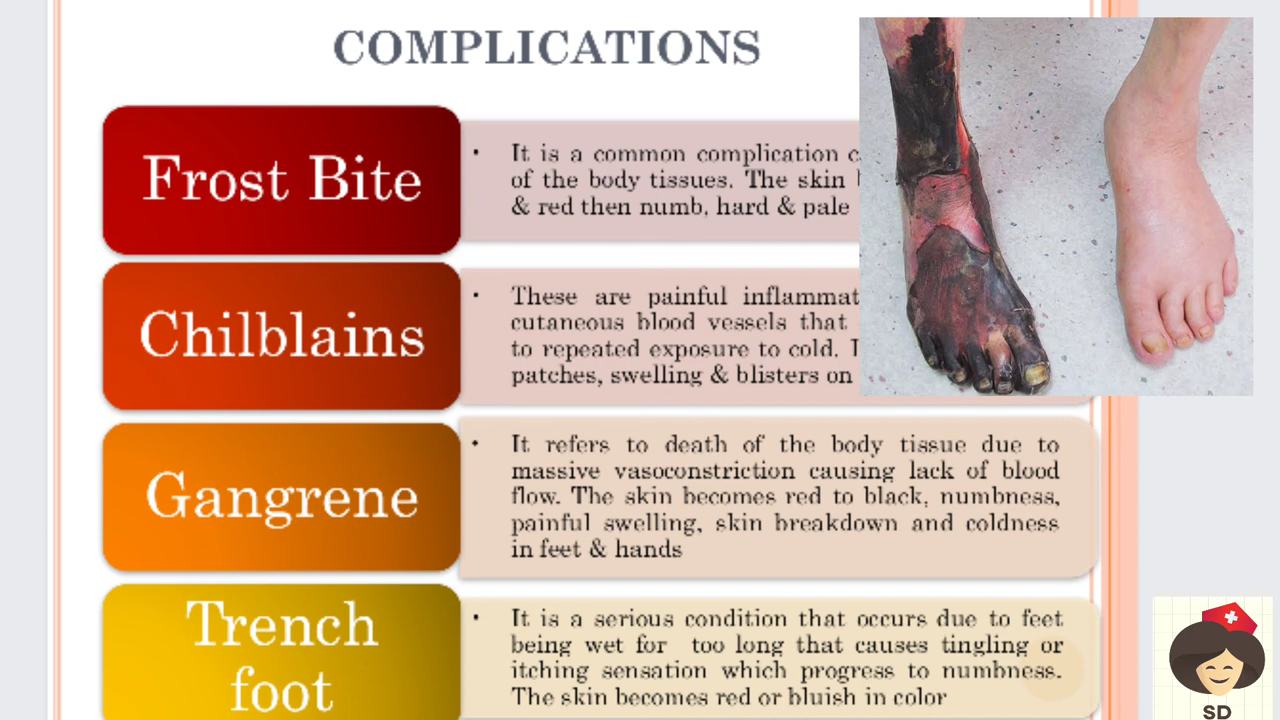 COMPLICATIONS
Frost Bite
• It is a common complication
of the body tissues. The skin
& red then numb, hard & pale
Chilblains
• These are painful inflammat
cutaneous blood vessels that
to repeated exposure to cold.
patches, swelling & blisters on
Gangrene
• It refers to death of the body tissue due to
massive vasoconstriction causing lack of blood
flow. The skin becomes red to black, numbness,
painful swelling, skin breakdown and coldness
in feet & hands
Trench
foot
• It is a serious condition that occurs due to feet
being wet for too long that causes tingling or
itching sensation which progress to numbness.
The skin becomes red or bluish in color
SD